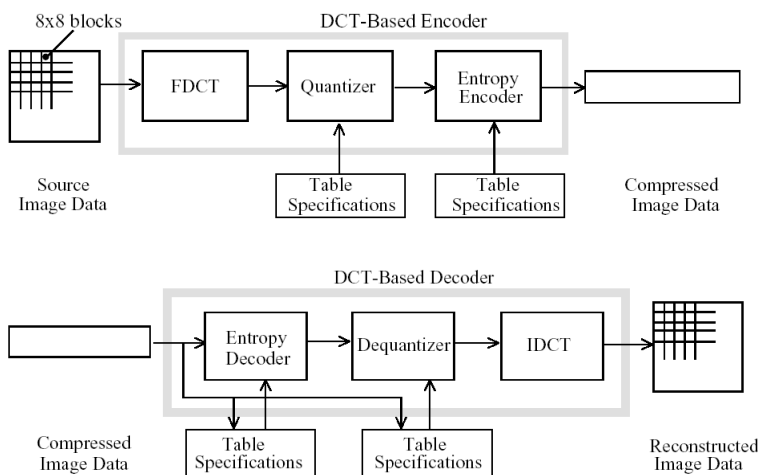 8x8 blocks
DCT-Based Encoder
FDCT
Quantizer
Entropy
Encoder
Source
Image Data
Table
Specifications
Table
Specifications
Compressed
Image Data
DCT-Based Decoder
Entropy
Decoder
Dequantizer
IDCT
Compressed
Image Data
Table
Specifications
Table
Specifications
Reconstructed
Image Data